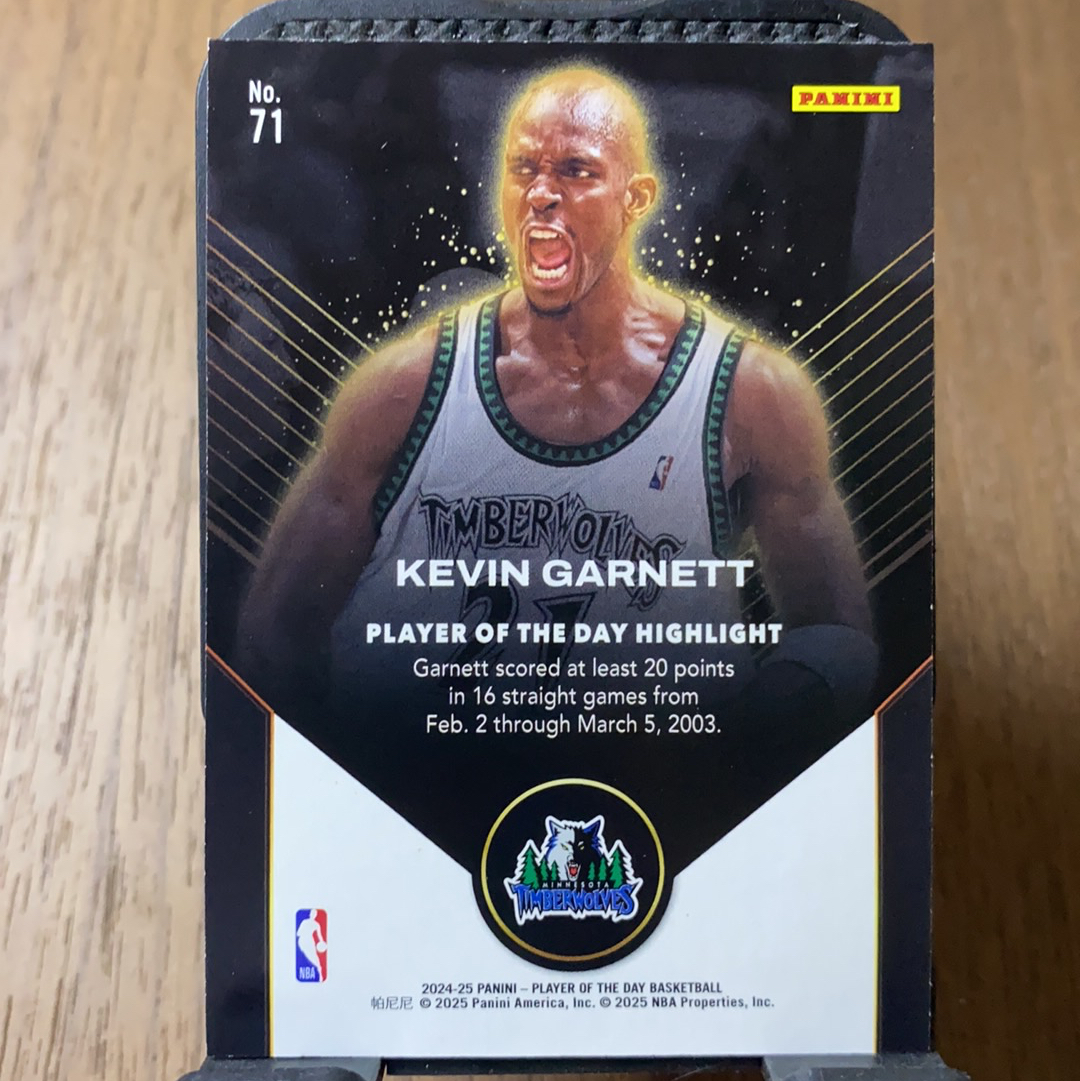 No.
71
PANINI
TIMBERWOLVES
21
KEVIN GARNETT
PLAYER OF THE DAY HIGHLIGHT
Garnett scored at least 20 points
in 16 straight games from
Feb. 2 through March 5, 2003.
MINNESOTA
TIMBERWOLVES
NBA
2024-25 PANINI – PLAYER OF THE DAY BASKETBALL
帕尼尼 © 2025 Panini America, Inc. © 2025 NBA Properties, Inc.